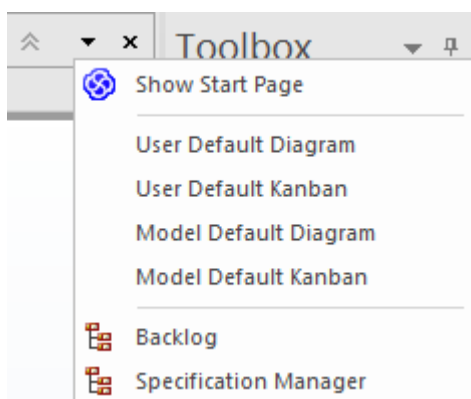 Toolbox
Show Start Page
User Default Diagram
User Default Kanban
Model Default Diagram
Model Default Kanban
Backlog
Specification Manager